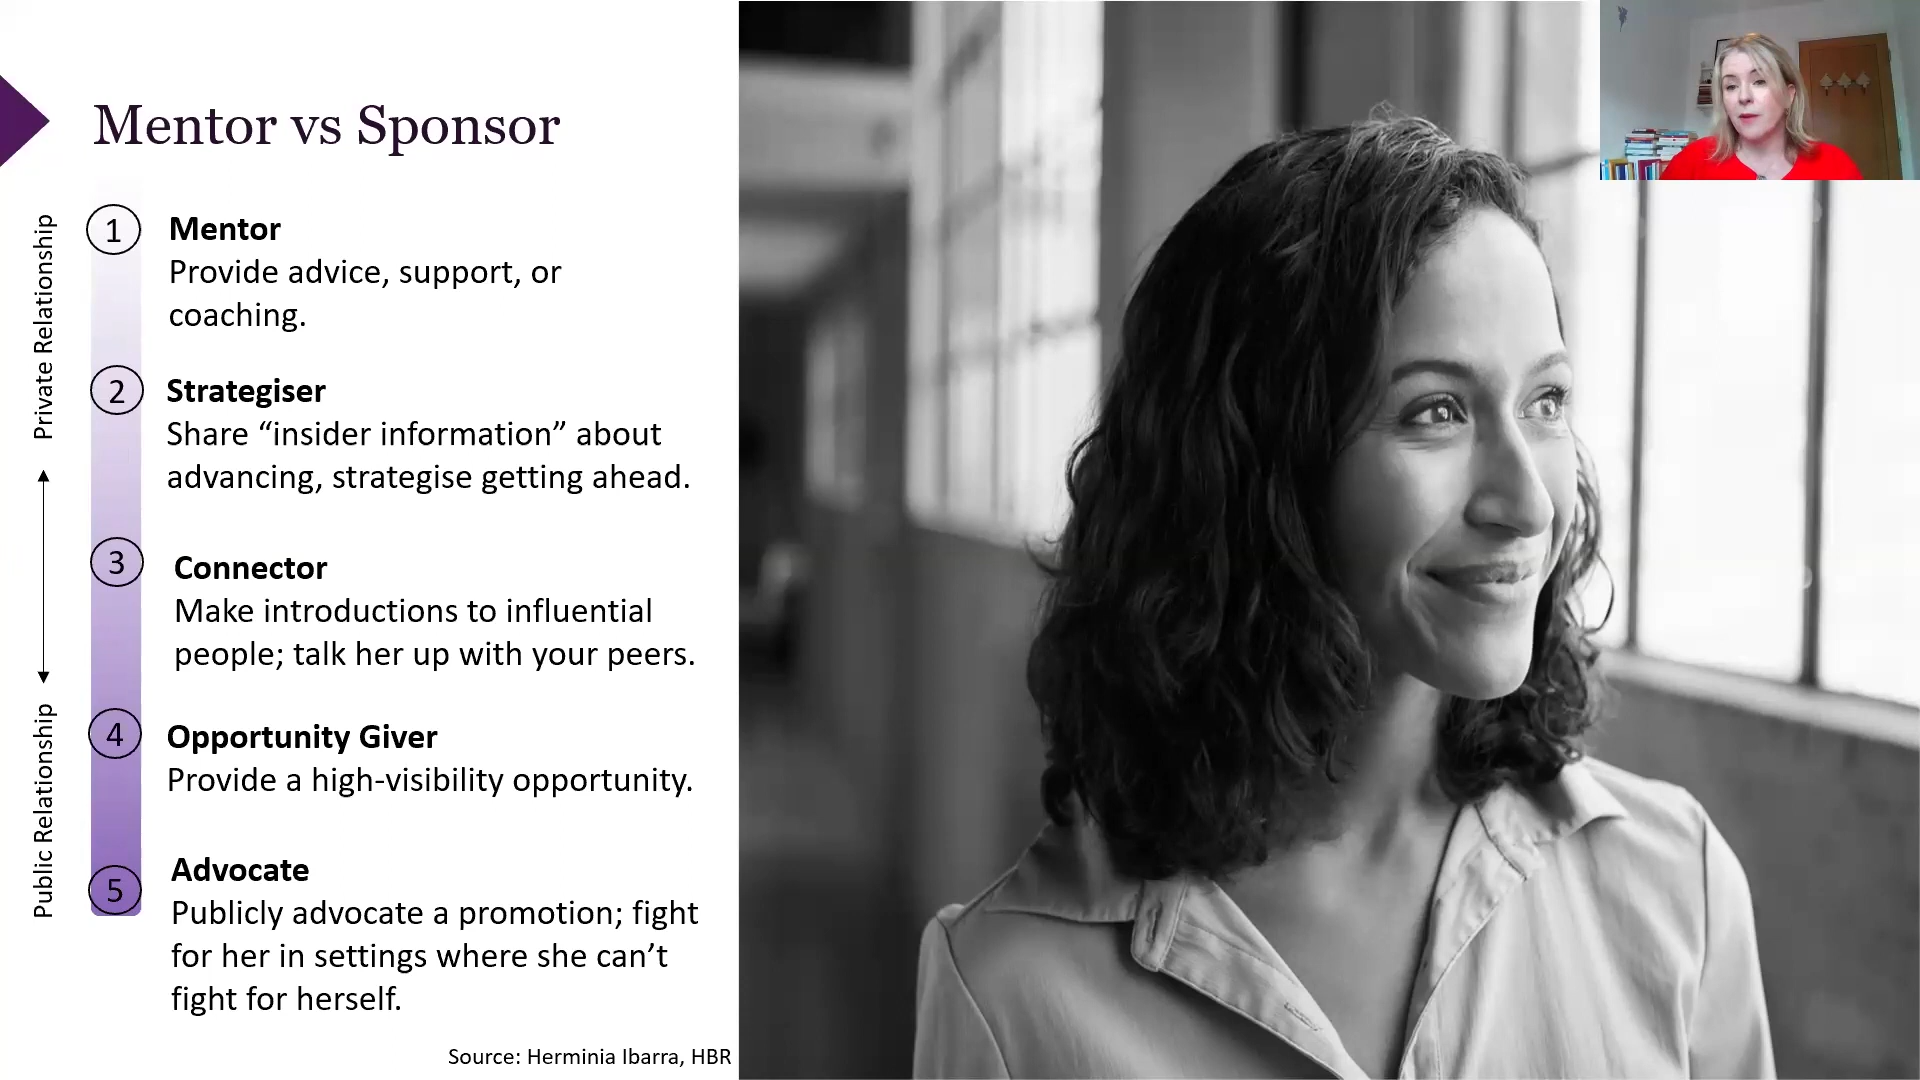 Mentor vs Sponsor
Private Relationship
Public Relationship
1
Mentor
Provide advice, support, or
coaching.
2
Strategiser
Share “insider information” about
advancing, strategise getting ahead.
3
Connector
Make introductions to influential
people; talk her up with your peers.
4
Opportunity Giver
Provide a high-visibility opportunity.
5
Advocate
Publicly advocate a promotion; fight
for her in settings where she can’t
fight for herself.
Source: Herminia Ibarra, HBR